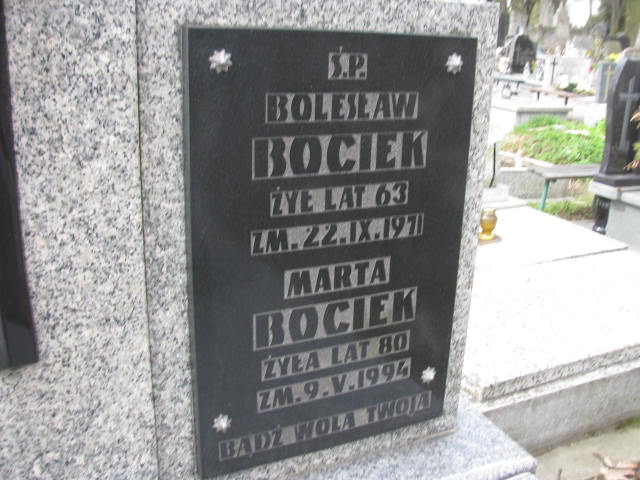 Ś.P.
BOLESŁAW
BOCIEK
ŻYŁ LAT 63
ZM. 22.IX.1971
MARTA
BOCIEK
ŻYŁA LAT 80
ZM. 9.V.1994
BĄDŹ WOLA TWOJA